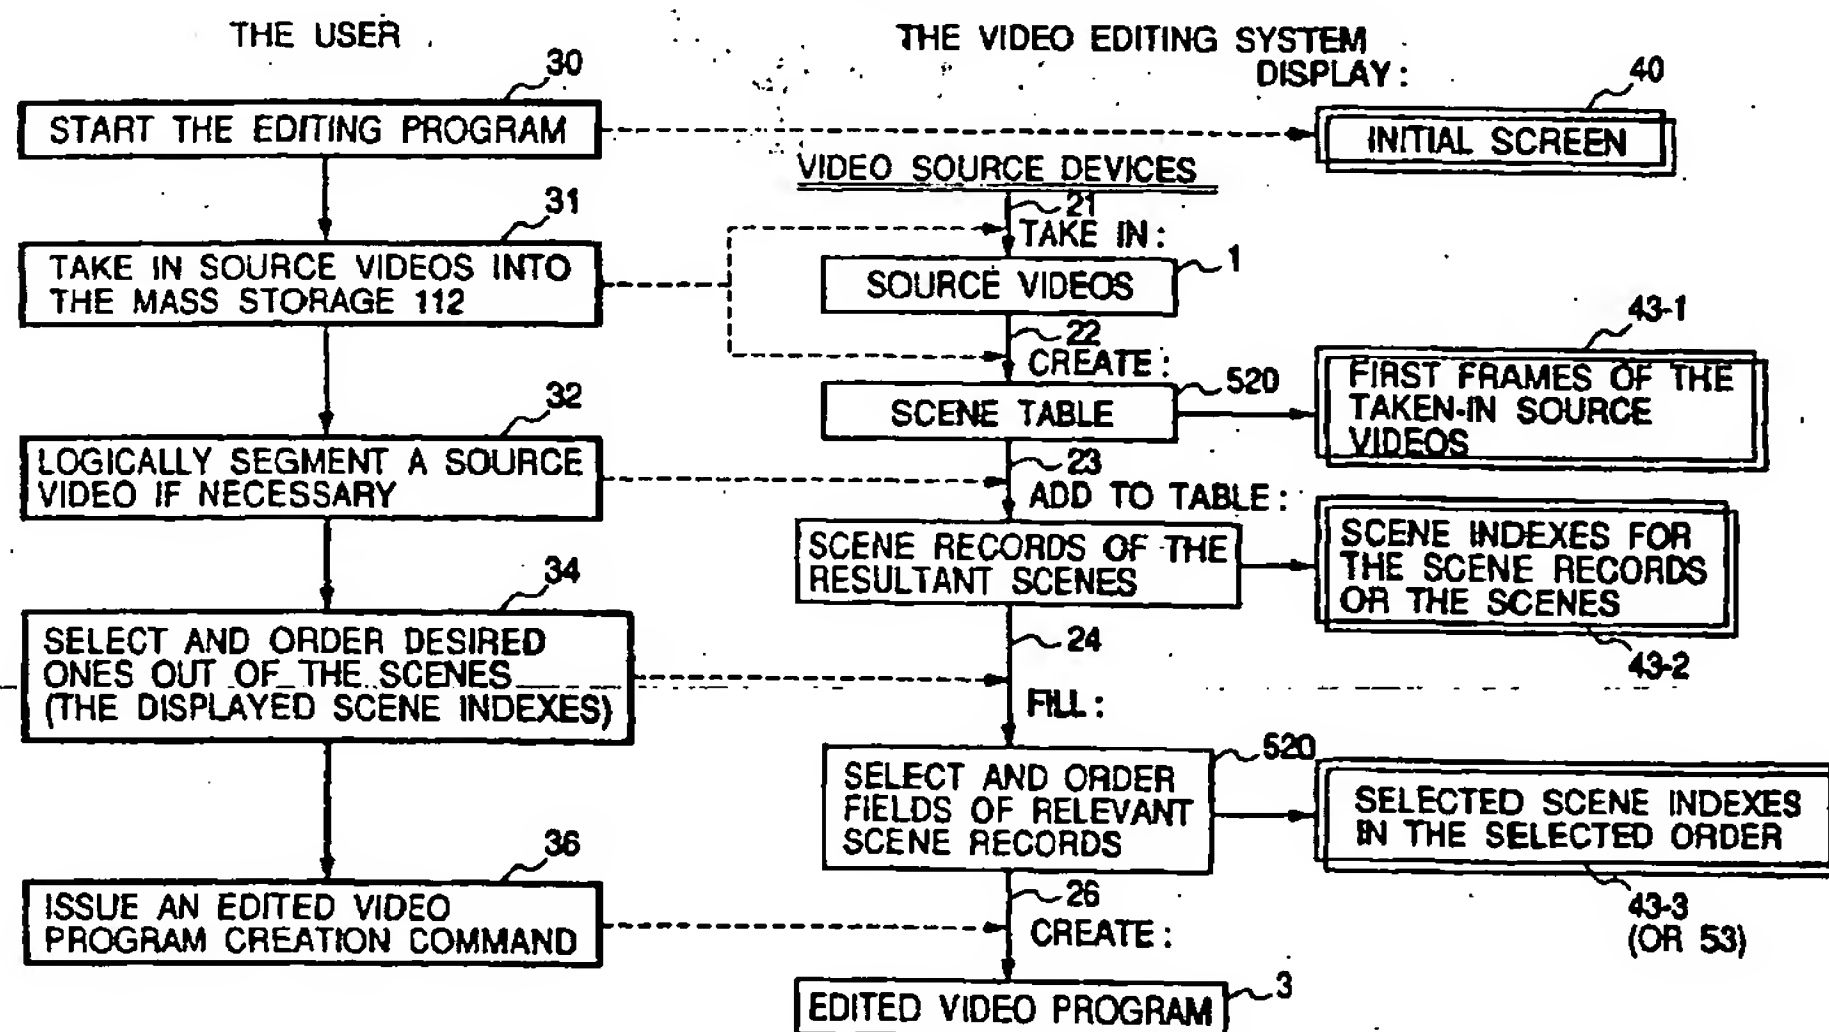 THE USER
THE VIDEO EDITING SYSTEM
DISPLAY:
30
START THE EDITING PROGRAM
40
INITIAL SCREEN
VIDEO SOURCE DEVICES
21
TAKE IN:
31
TAKE IN SOURCE VIDEOS INTO
THE MASS STORAGE 112
1
SOURCE VIDEOS
22
CREATE:
520
SCENE TABLE
43-1
FIRST FRAMES OF THE
TAKEN-IN SOURCE
VIDEOS
32
LOGICALLY SEGMENT A SOURCE
VIDEO IF NECESSARY
23
ADD TO TABLE:
SCENE RECORDS OF THE
RESULTANT SCENES
SCENE INDEXES FOR
THE SCENE RECORDS
OR THE SCENES
43-2
34
SELECT AND ORDER DESIRED
ONES OUT OF THE SCENES
(THE DISPLAYED SCENE INDEXES)
24
FILL:
520
SELECT AND ORDER
FIELDS OF RELEVANT
SCENE RECORDS
SELECTED SCENE INDEXES
IN THE SELECTED ORDER
43-3
(OR 53)
36
ISSUE AN EDITED VIDEO
PROGRAM CREATION COMMAND
26
CREATE:
3
EDITED VIDEO PROGRAM